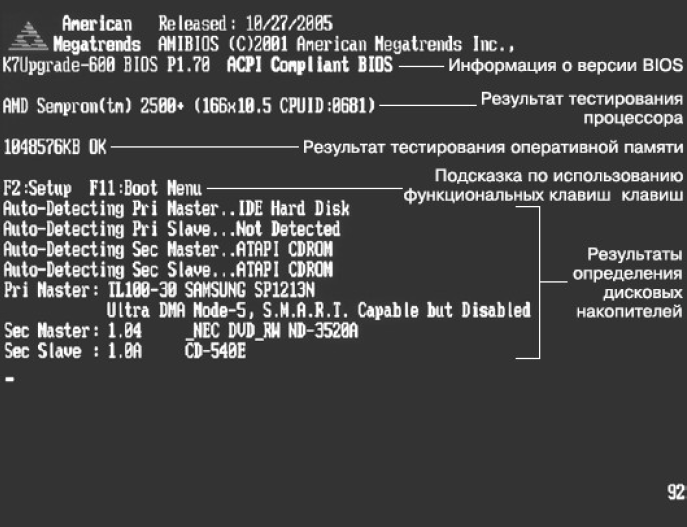 American Released: 10/27/2005
Megatrends AMIBIOS (C)2001 American Megatrends Inc.,
K7Upgrade-600 BIOS P1.70 ACPI Compliant BIOS Информация о версии BIOS
AMD Sempron(tm) 2500+ (166x10.5 CPUID:0681) Результат тестирования
процессора
1048576KB OK Результат тестирования оперативной памяти
Подсказка по использованию
F2:Setup F11:Boot Menu функциональных клавиш клавиш
Auto-Detecting Pri Master..IDE Hard Disk
Auto-Detecting Pri Slave...Not Detected
Auto-Detecting Sec Master..ATAPI CDROM
Auto-Detecting Sec Slave...ATAPI CDROM
Pri Master: TL100-30 SAMSUNG SP1213N
Ultra DMA Mode-5, S.M.A.R.T. Capable but Disabled
Sec Master: 1.04 _NEC DVD_RW ND-3520A
Sec Slave : 1.0A CD-540E
Результаты
определения
дисковых
накопителей
_
92